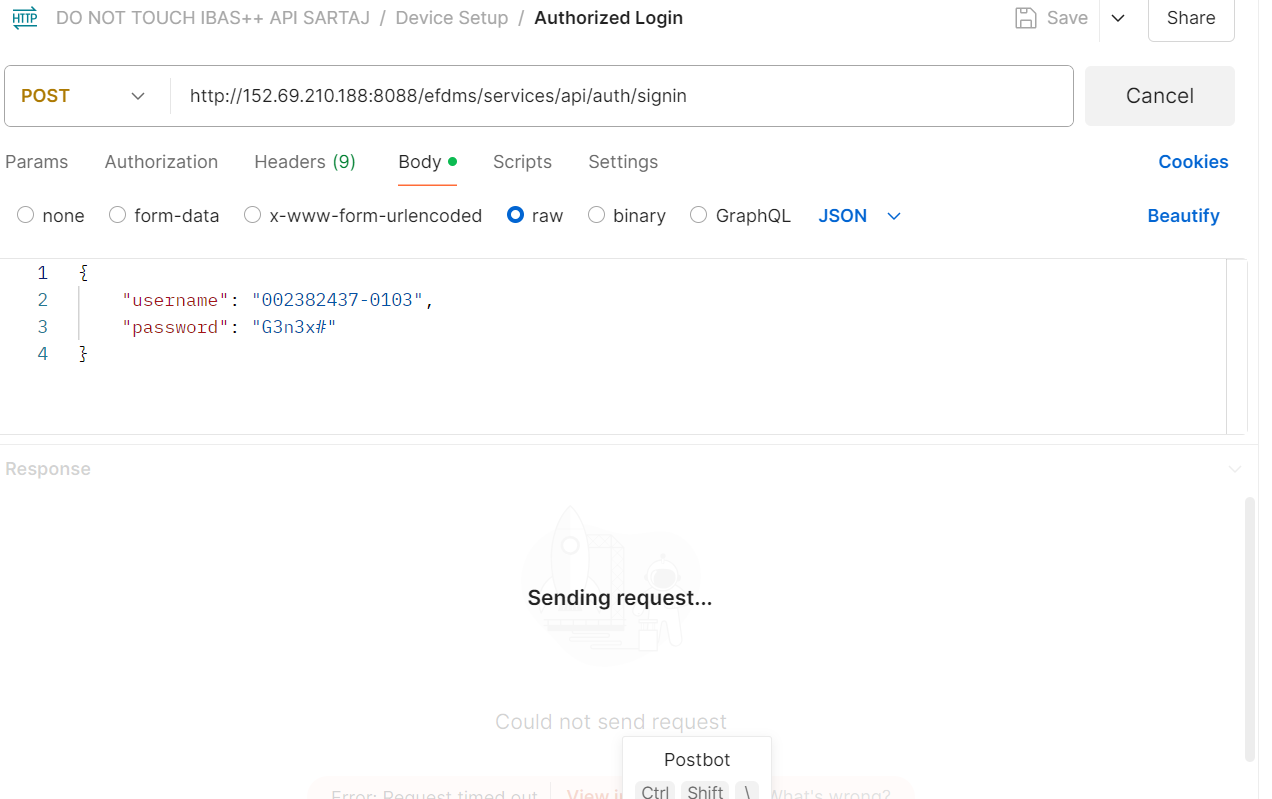 HTTP DO NOT TOUCH IBAS++ API SARTAJ / Device Setup / Authorized Login Save Share
POST http://152.69.210.188:8088/efdms/services/api/auth/signin Cancel
Params Authorization Headers (9) Body Scripts Settings Cookies
none form-data x-www-form-urlencoded raw binary GraphQL JSON Beautify
1 {
2 "username": "002382437-0103",
3 "password": "G3n3x#"
4 }
Response
Sending request...
Could not send request
Postbot
Error: Request timed out View in What's wrong?
Ctrl Shift \